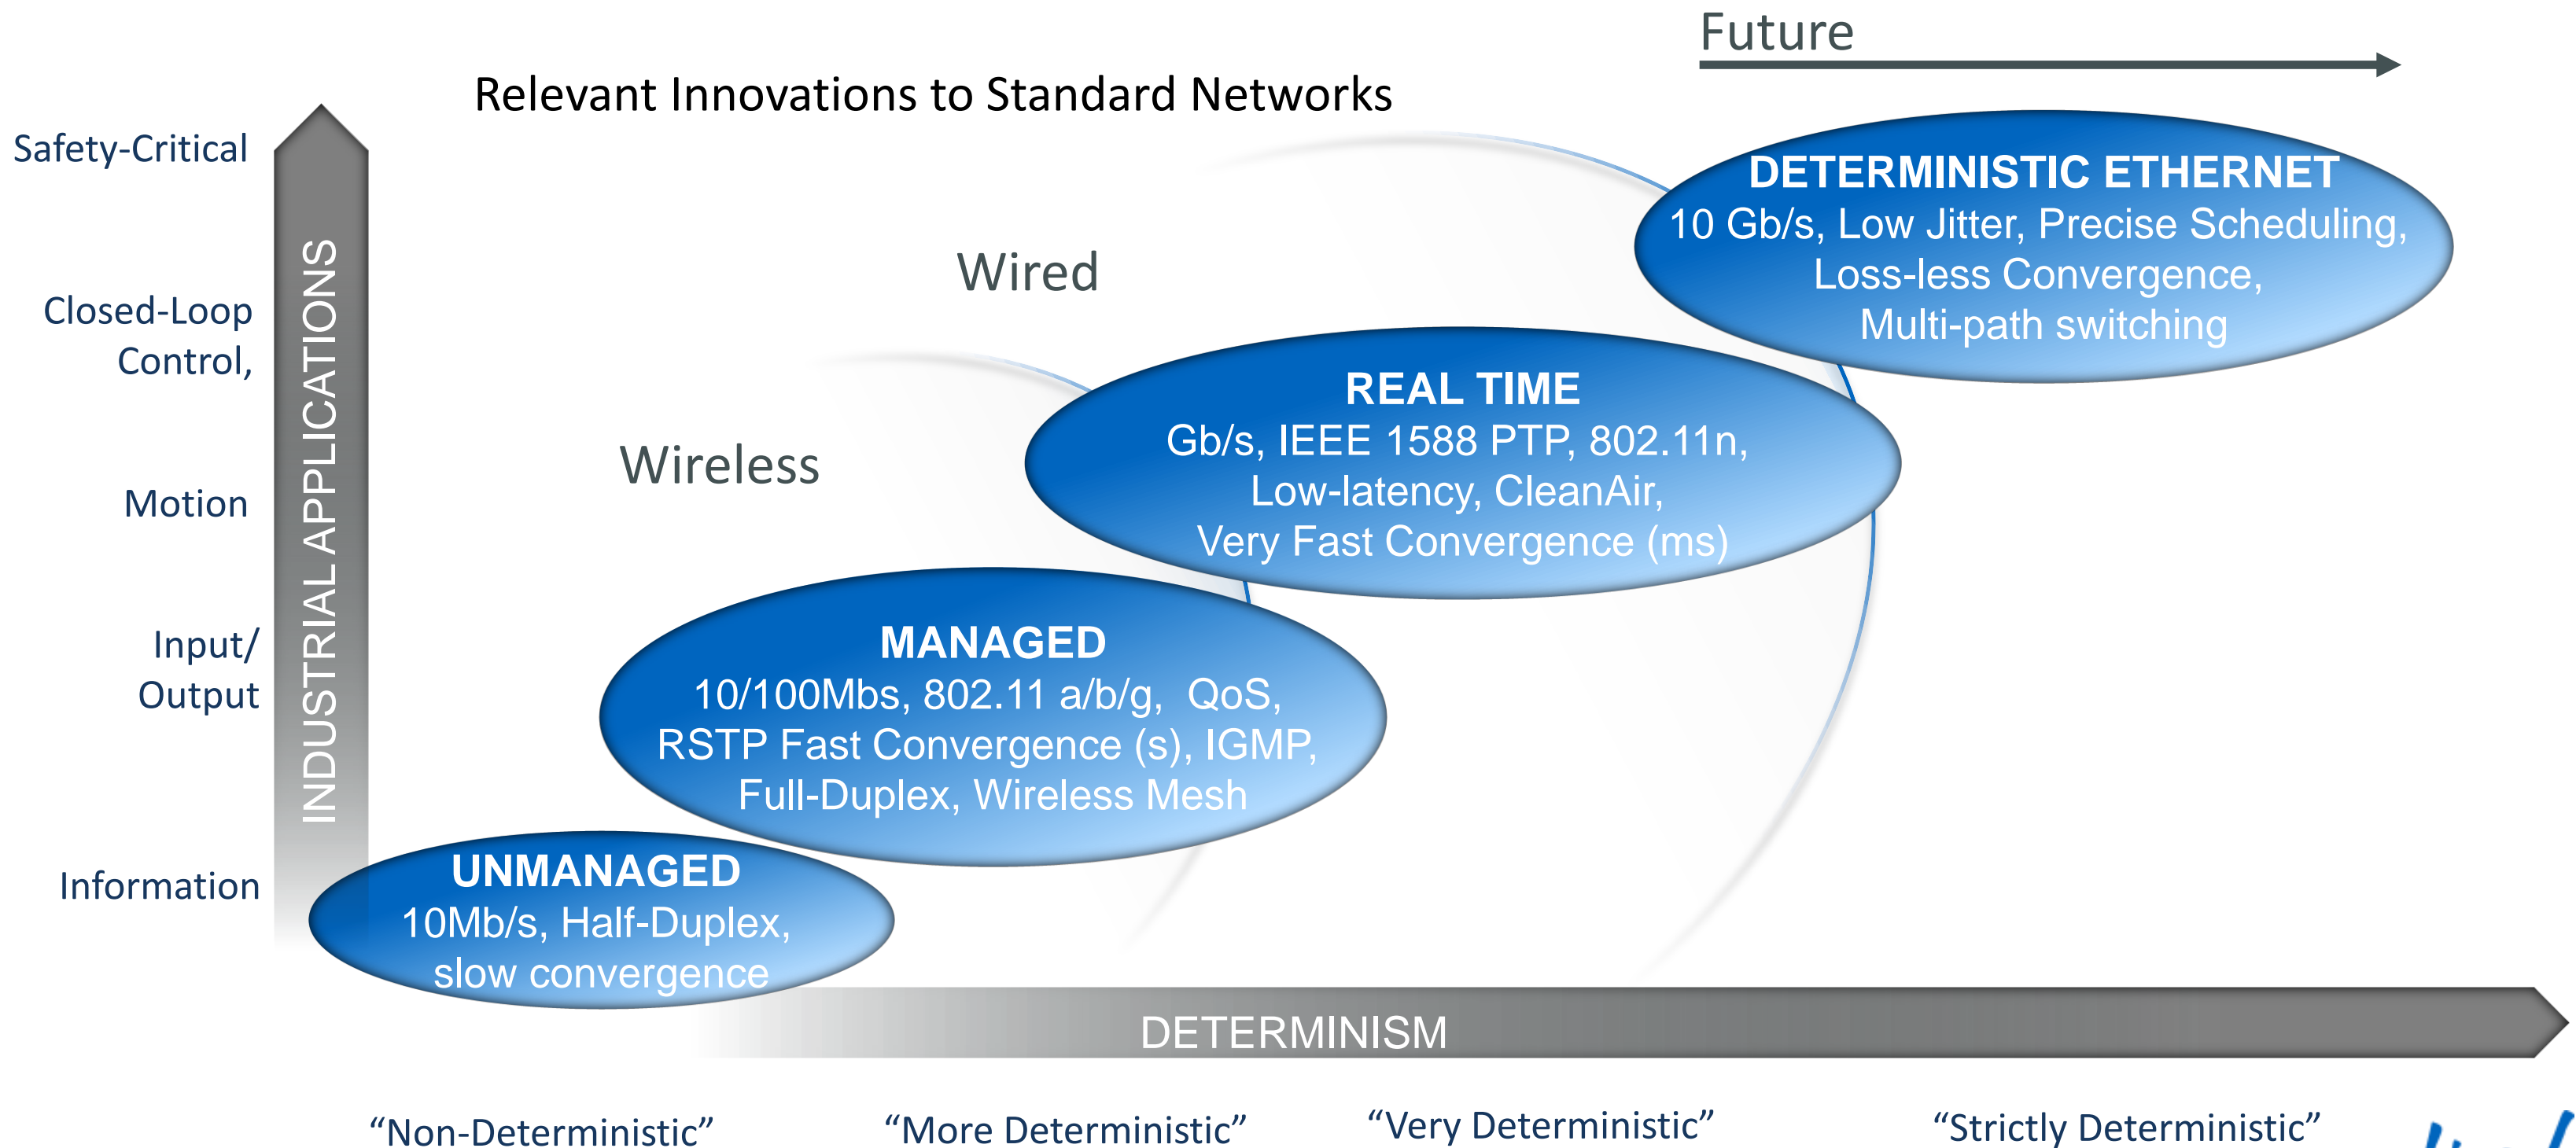 Future
Relevant Innovations to Standard Networks
Safety-Critical
Closed-Loop
Control,
Motion
Input/
Output
Information
INDUSTRIAL APPLICATIONS
Wired
Wireless
DETERMINISTIC ETHERNET
10 Gb/s, Low Jitter, Precise Scheduling,
Loss-less Convergence,
Multi-path switching
REAL TIME
Gb/s, IEEE 1588 PTP, 802.11n,
Low-latency, CleanAir,
Very Fast Convergence (ms)
MANAGED
10/100Mbs, 802.11 a/b/g, QoS,
RSTP Fast Convergence (s), IGMP,
Full-Duplex, Wireless Mesh
UNMANAGED
10Mb/s, Half-Duplex,
slow convergence
DETERMINISM
“Non-Deterministic”
“More Deterministic”
“Very Deterministic”
“Strictly Deterministic”